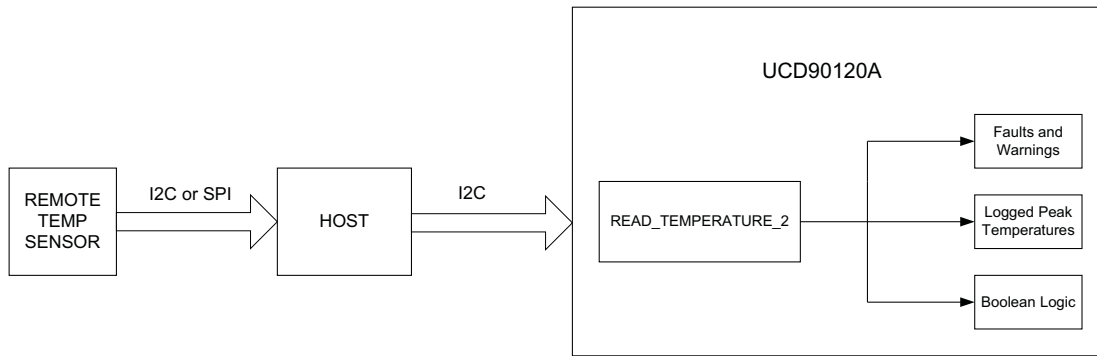 UCD90120A
REMOTE
TEMP
SENSOR
I2C or SPI
HOST
I2C
READ_TEMPERATURE_2
Faults and
Warnings
Logged Peak
Temperatures
Boolean Logic